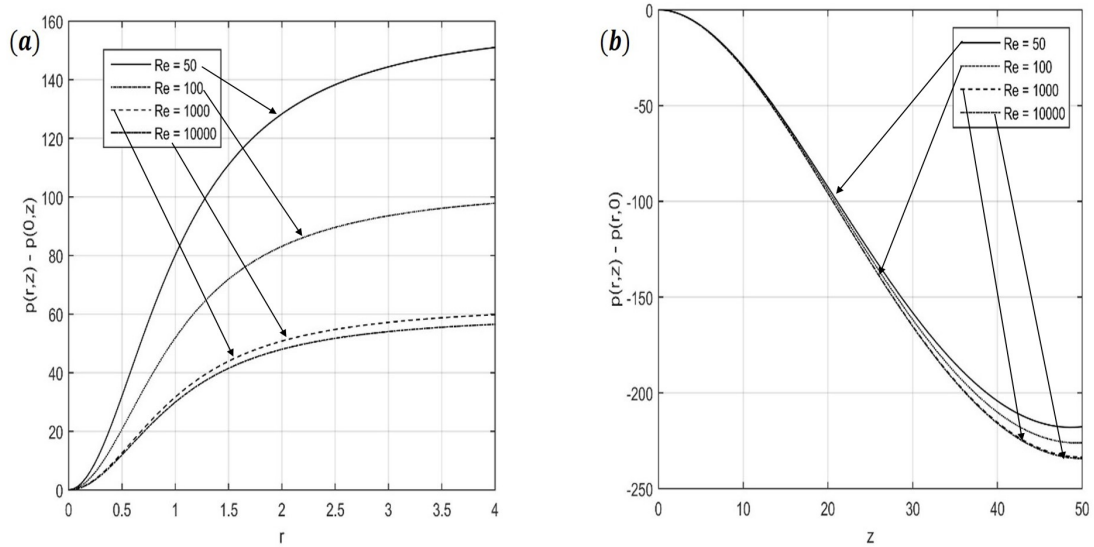 (a)
p(r,z) - p(0,z)
160
140
120
100
80
60
40
20
0
Re = 50
Re = 100
Re = 1000
Re = 10000
0 0.5 1 1.5 2 2.5 3 3.5 4
r
(b)
p(r,z) - p(r,0)
0
-50
-100
-150
-200
-250
Re = 50
Re = 100
Re = 1000
Re = 10000
0 10 20 30 40 50
z